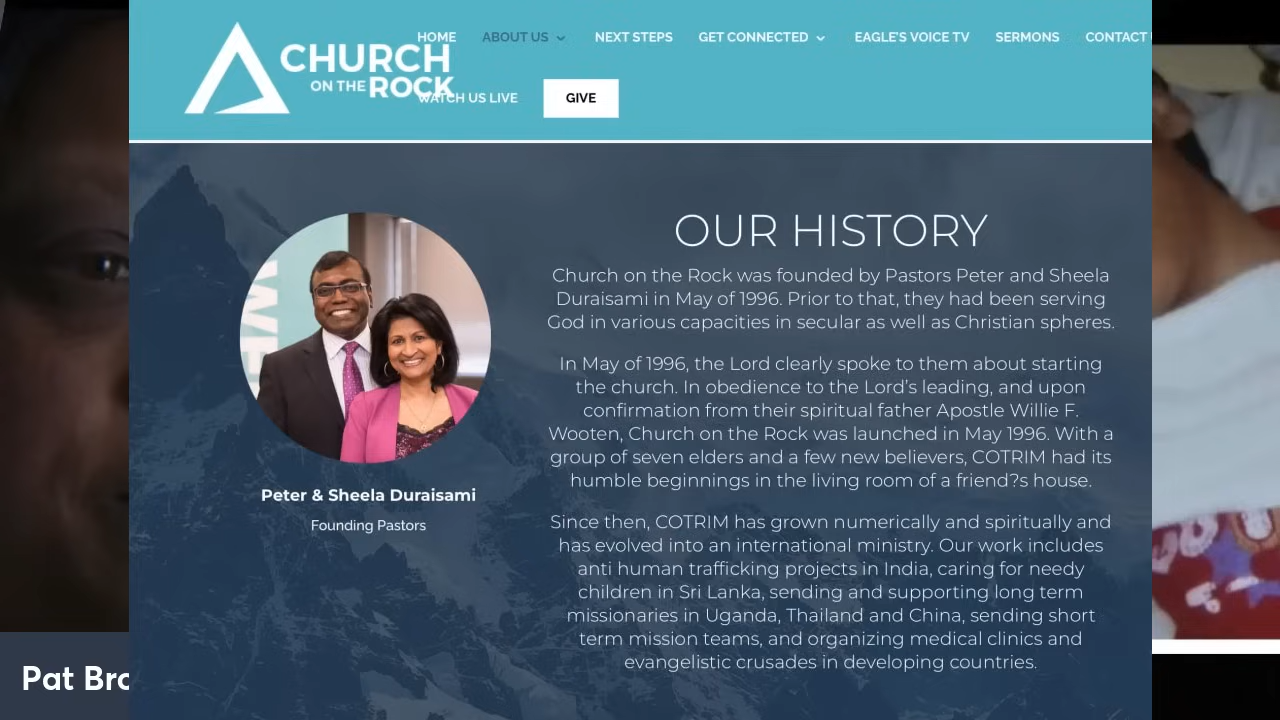 CHURCH
ON THE ROCK
HOME ABOUT US NEXT STEPS GET CONNECTED EAGLE'S VOICE TV SERMONS CONTACT
WATCH US LIVE GIVE
OUR HISTORY
Church on the Rock was founded by Pastors Peter and Sheela
Duraisami in May of 1996. Prior to that, they had been serving
God in various capacities in secular as well as Christian spheres.
In May of 1996, the Lord clearly spoke to them about starting
the church. In obedience to the Lord's leading, and upon
confirmation from their spiritual father Apostle Willie F.
Wooten, Church on the Rock was launched in May 1996. With a
group of seven elders and a few new believers, COTRIM had its
humble beginnings in the living room of a friend?s house.
Since then, COTRIM has grown numerically and spiritually and
has evolved into an international ministry. Our work includes
anti human trafficking projects in India, caring for needy
children in Sri Lanka, sending and supporting long term
missionaries in Uganda, Thailand and China, sending short
term mission teams, and organizing medical clinics and
evangelistic crusades in developing countries.
Peter & Sheela Duraisami
Founding Pastors
Pat